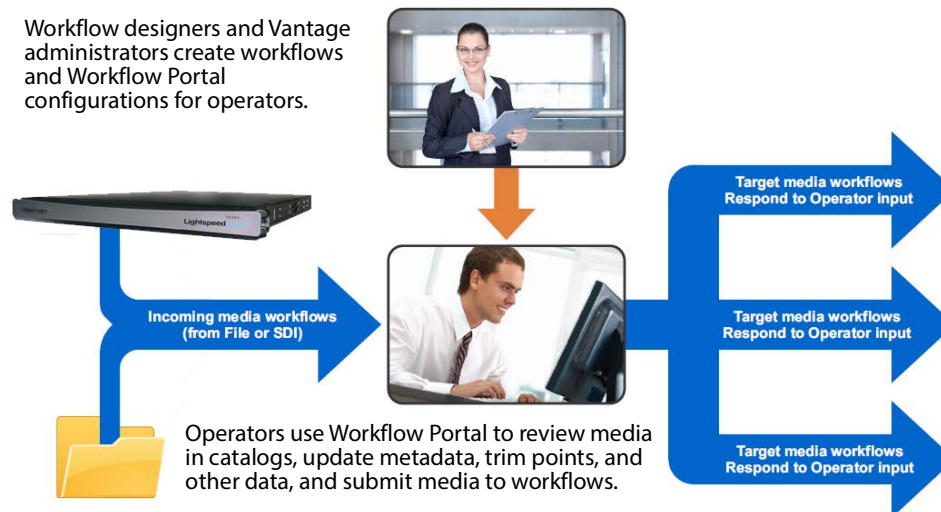 Workflow designers and Vantage
administrators create workflows
and Workflow Portal
configurations for operators.
Lightspeed
Incoming media workflows
(from File or SDI)
Target media workflows
Respond to Operator input
Target media workflows
Respond to Operator input
Target media workflows
Respond to Operator input
Operators use Workflow Portal to review media
in catalogs, update metadata, trim points, and
other data, and submit media to workflows.